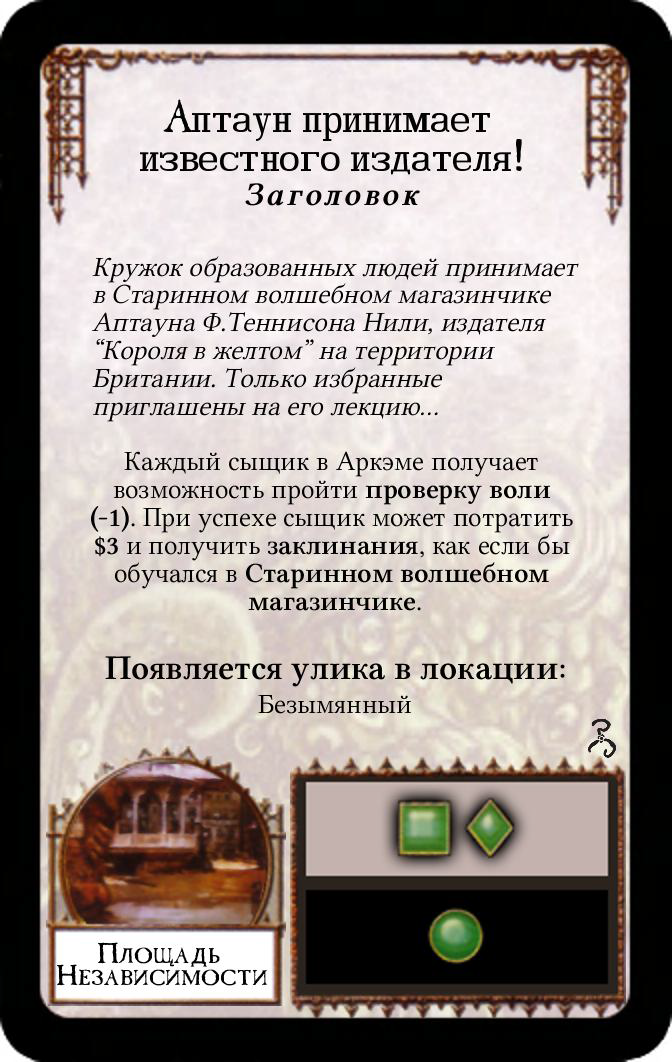 Аптаун принимает
известного издателя!
Заголовок
Кружок образованных людей принимает
в Старинном волшебном магазинчике
Аптауна Ф.Теннисона Нили, издателя
“Короля в желтом” на территории
Британии. Только избранные
приглашены на его лекцию...
Каждый сыщик в Аркэме получает
возможность пройти проверку воли
(-1). При успехе сыщик может потратить
$3 и получить заклинания, как если бы
обучался в Старинном волшебном
магазинчике.
Появляется улика в локации:
Безымянный
Площадь
Независимости